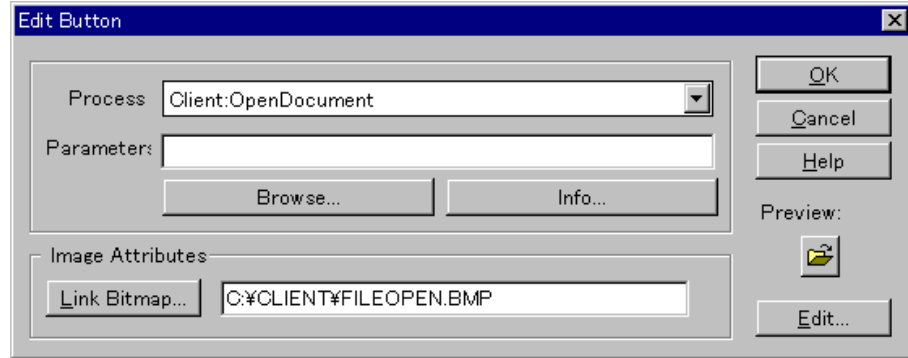 Edit Button
Process
Client:OpenDocument
Parameters
Browse...
Info...
Image Attributes
Link Bitmap...
C:¥CLIENT¥FILEOPEN.BMP
OK
Cancel
Help
Preview:
Edit...